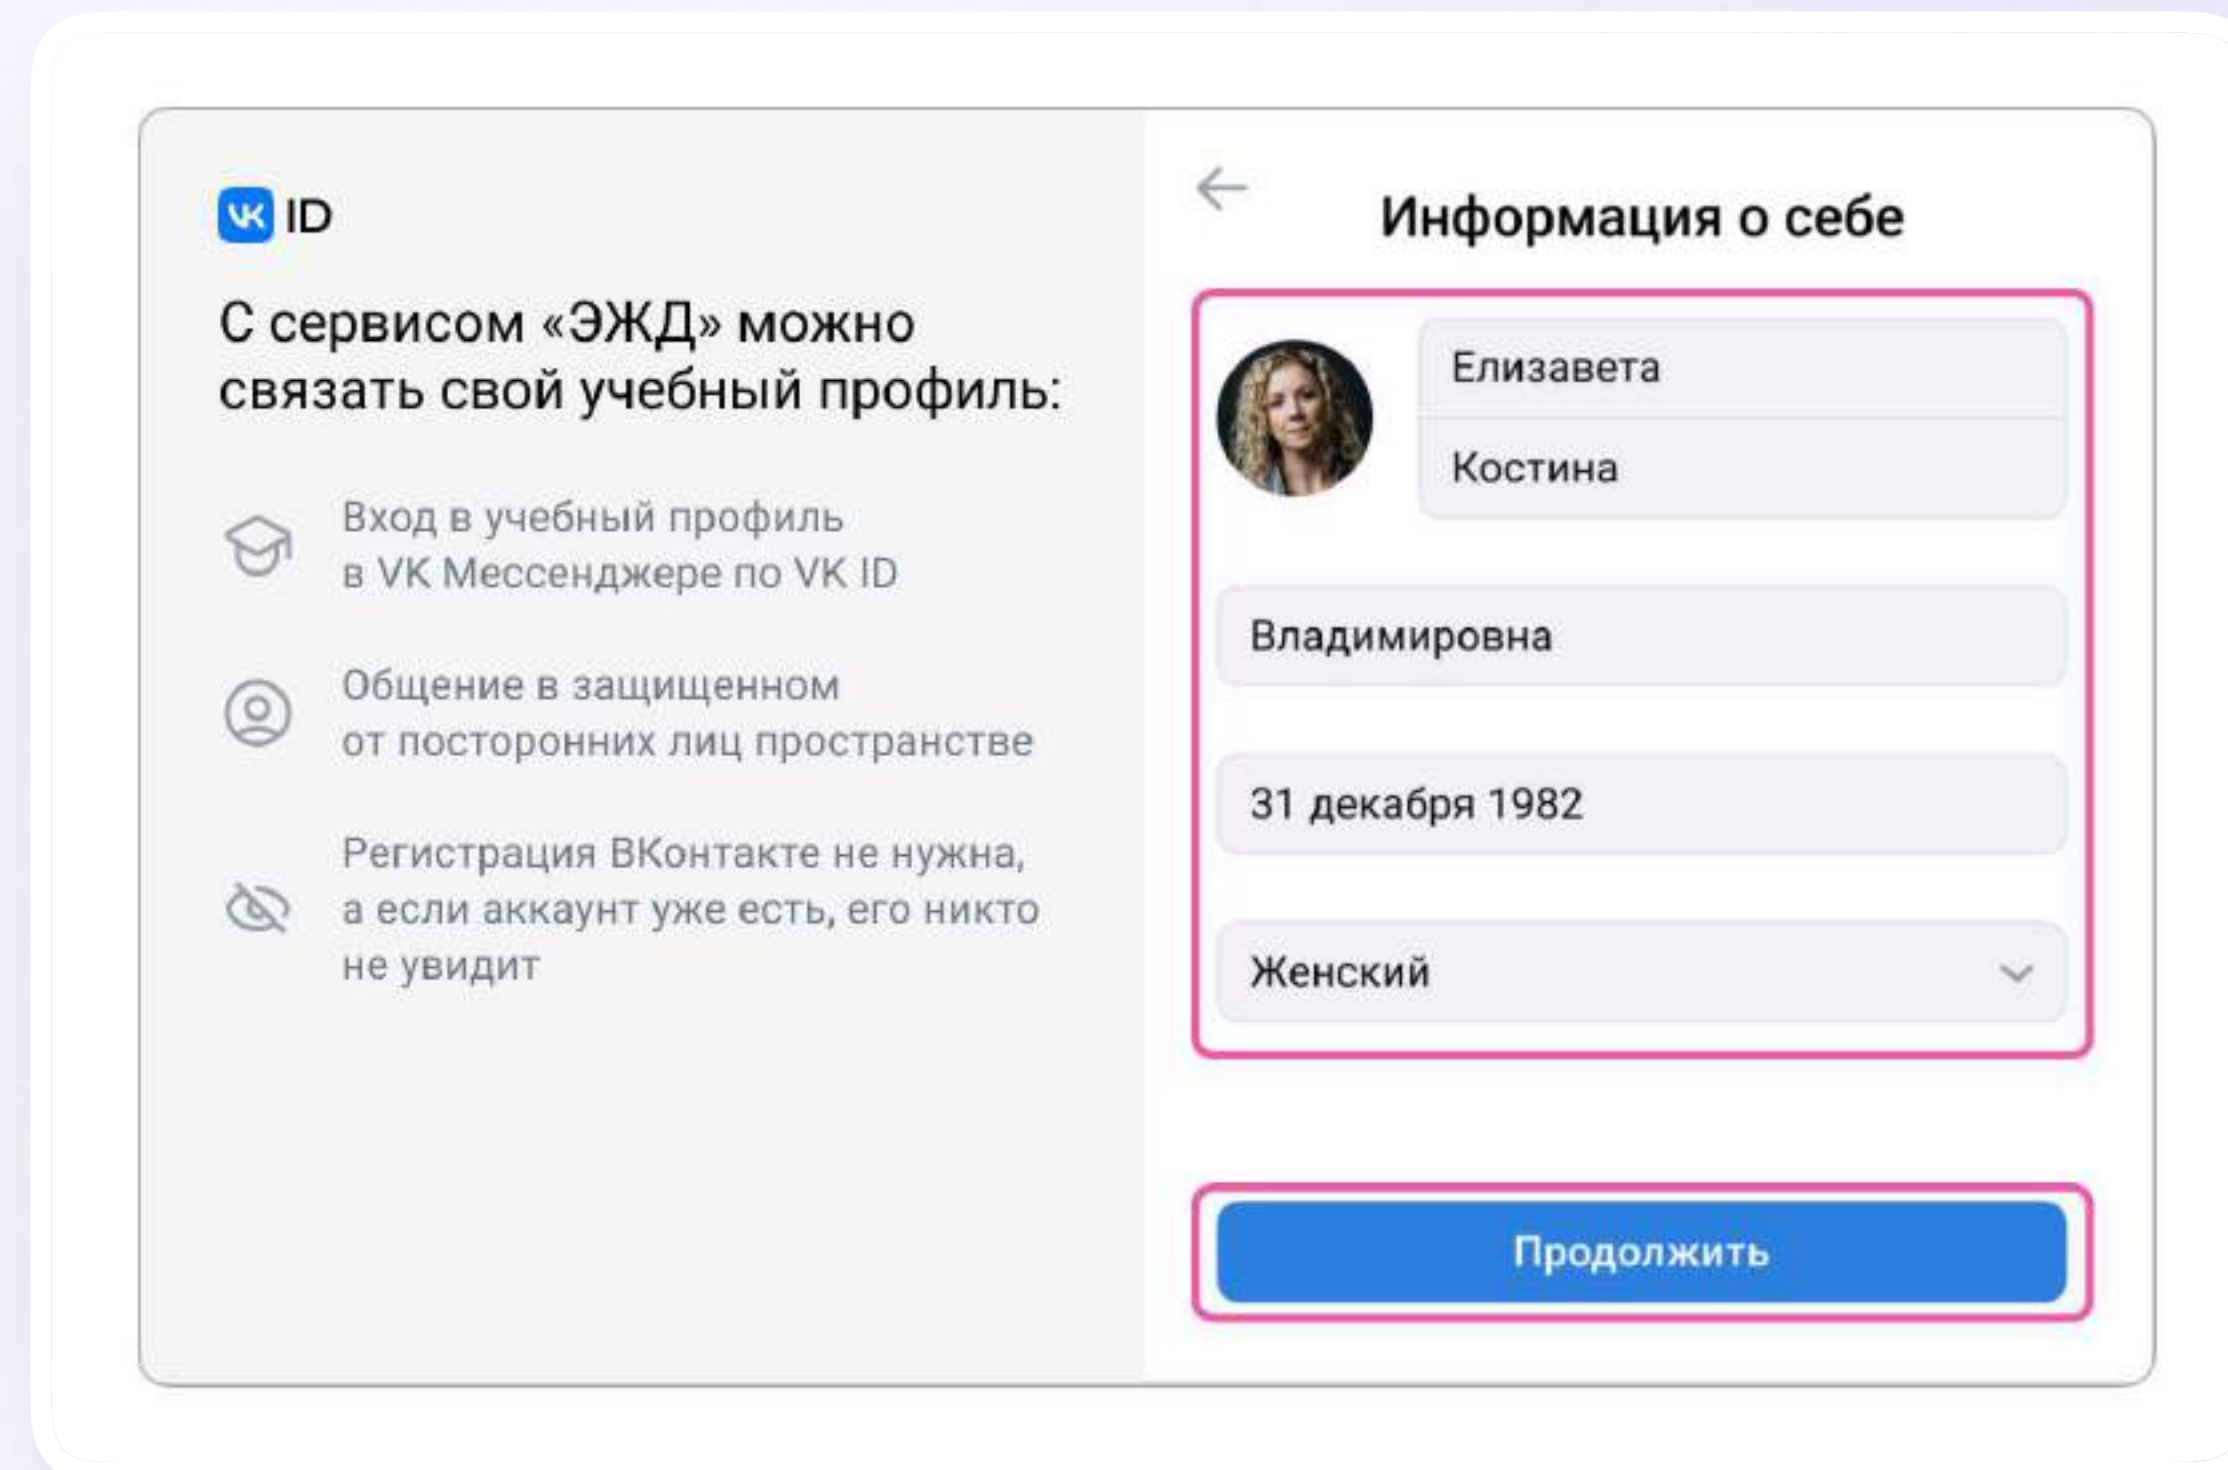 VK ID
С сервисом «ЭЖД» можно
связать свой учебный профиль:
Вход в учебный профиль
в VK Мессенджере по VK ID
Общение в защищенном
от посторонних лиц пространстве
Регистрация ВКонтакте не нужна,
а если аккаунт уже есть, его никто
не увидит
Информация о себе
Елизавета
Костина
Владимировна
31 декабря 1982
Женский
Продолжить